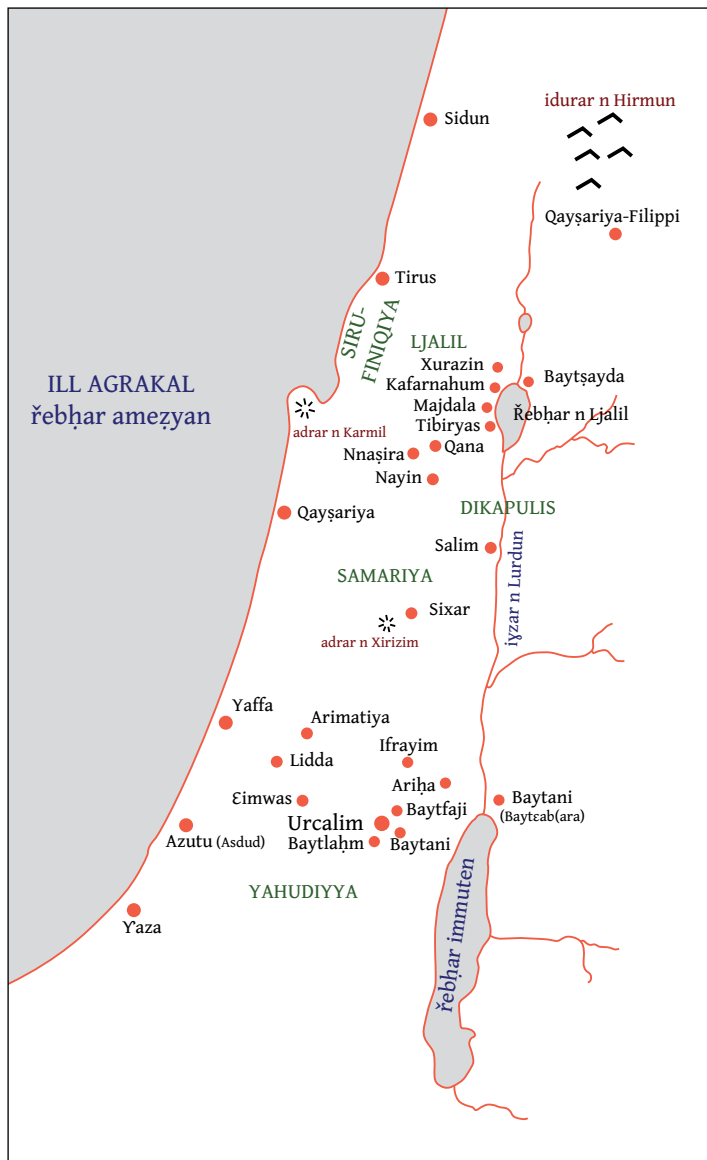 idurar n Hirmun
Sidun
Qayṣariya-Filippi
Tirus
SIRU-
FINIQIYA
LJALIL
Xurazin
Baytṣayda
Kafarnahum
ILL AGRAKAL
řebḥar ameẓyan
Majdala
Řebḥar n Ljalil
Tibiryas
adrar n Karmil
Qana
Nnaṣira
Nayin
DIKAPULIS
Qayṣariya
Salim
iɣzar n Lurdun
SAMARIYA
Sixar
adrar n Xirizim
Yaffa
Arimatiya
Ifrayim
Lidda
Ariḥa
Ɛimwas
Baytani
(Baytɛab(ara)
Baytfaji
Urcalim
Azutu (Asdud)
Baytlaḥm
Baytani
YAHUDIYYA
Ɣaza
řebḥar immuten